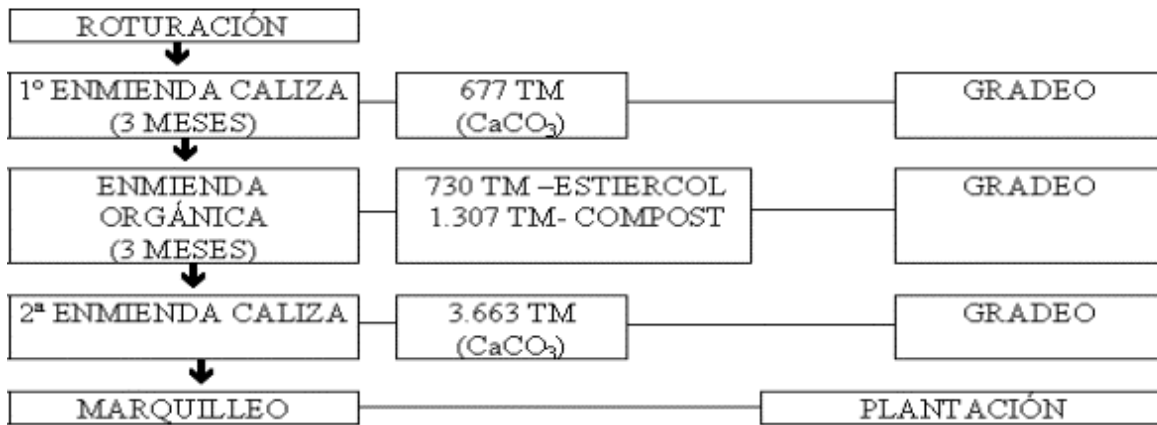 ROTURACIÓN
1º ENMIENDA CALIZA
(3 MESES)
677 TM
(CaCO₃)
GRADEO
ENMIENDA
ORGÁNICA
(3 MESES)
730 TM –ESTIERCOL
1.307 TM- COMPOST
GRADEO
2ª ENMIENDA CALIZA
3.663 TM
(CaCO₃)
GRADEO
MARQUILLEO
PLANTACIÓN